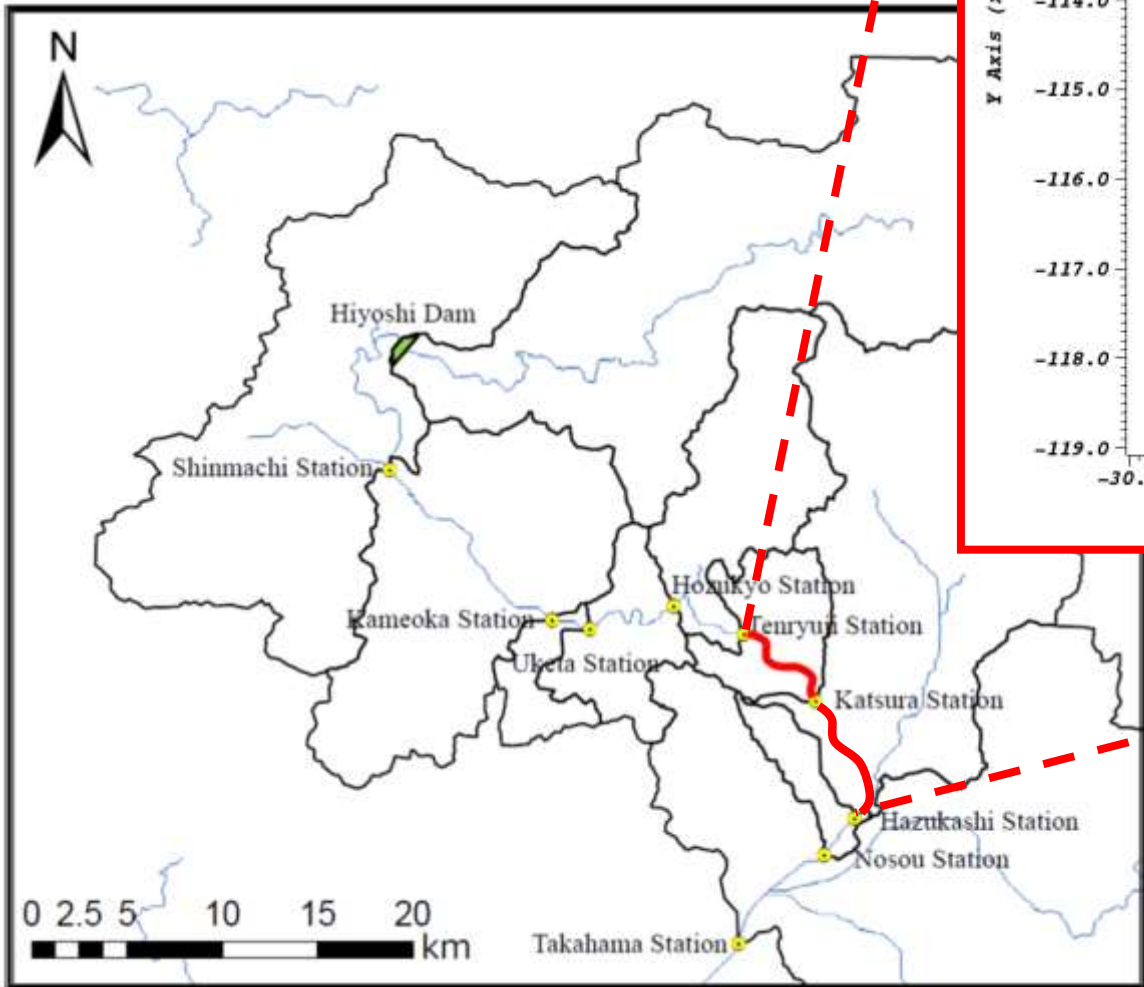 N
Y Axis (
-114.0
-115.0
-116.0
-117.0
-118.0
-119.0
-30.
Hiyoshi Dam
Shinmachi Station
Hozukyo Station
Kameoka Station
Tenryuji Station
Uketa Station
Katsura Station
Hazukashi Station
Nosou Station
Takahama Station
0 2.5 5 10 15 20
km